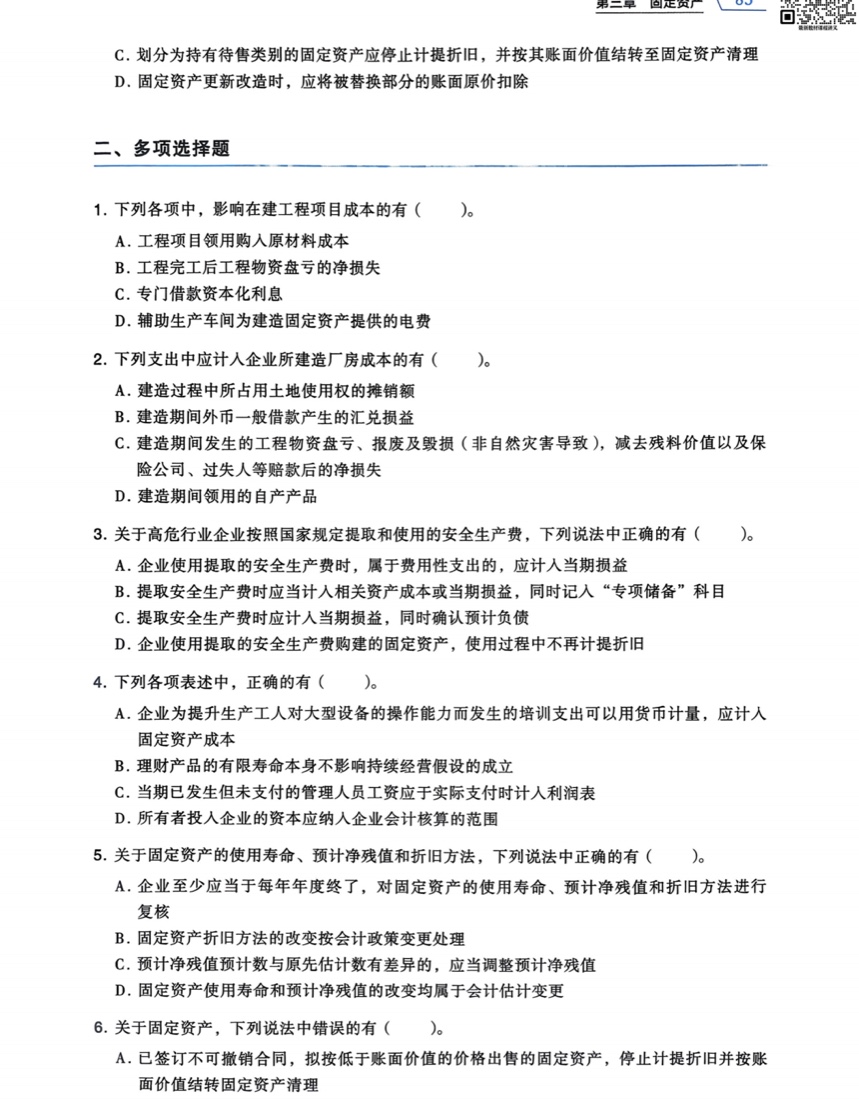 第三章 固定资产 85
C. 划分为持有待售类别的固定资产应停止计提折旧，并按其账面价值结转至固定资产清理
D. 固定资产更新改造时，应将被替换部分的账面原价扣除
二、多项选择题
1. 下列各项中，影响在建工程项目成本的有（ ）。
A. 工程项目领用购入原材料成本
B. 工程完工后工程物资盘亏的净损失
C. 专门借款资本化利息
D. 辅助生产车间为建造固定资产提供的电费
2. 下列支出中应计入企业所建造厂房成本的有（ ）。
A. 建造过程中所占用土地使用权的摊销额
B. 建造期间外币一般借款产生的汇兑损益
C. 建造期间发生的工程物资盘亏、报废及毁损（非自然灾害导致），减去残料价值以及保
险公司、过失人等赔款后的净损失
D. 建造期间领用的自产产品
3. 关于高危行业企业按照国家规定提取和使用的安全生产费，下列说法中正确的有（ ）。
A. 企业使用提取的安全生产费时，属于费用性支出的，应计入当期损益
B. 提取安全生产费时应当计入相关资产成本或当期损益，同时记入“专项储备”科目
C. 提取安全生产费时应计入当期损益，同时确认预计负债
D. 企业使用提取的安全生产费购建的固定资产，使用过程中不再计提折旧
4. 下列各项表述中，正确的有（ ）。
A. 企业为提升生产工人对大型设备的操作能力而发生的培训支出可以用货币计量，应计入
固定资产成本
B. 理财产品的有限寿命本身不影响持续经营假设的成立
C. 当期已发生但未支付的管理人员工资应于实际支付时计入利润表
D. 所有者投入企业的资本应纳入企业会计核算的范围
5. 关于固定资产的使用寿命、预计净残值和折旧方法，下列说法中正确的有（ ）。
A. 企业至少应当于每年年度终了，对固定资产的使用寿命、预计净残值和折旧方法进行
复核
B. 固定资产折旧方法的改变按会计政策变更处理
C. 预计净残值预计数与原先估计数有差异的，应当调整预计净残值
D. 固定资产使用寿命和预计净残值的改变均属于会计估计变更
6. 关于固定资产，下列说法中错误的有（ ）。
A. 已签订不可撤销合同，拟按低于账面价值的价格出售的固定资产，停止计提折旧并按账
面价值结转固定资产清理